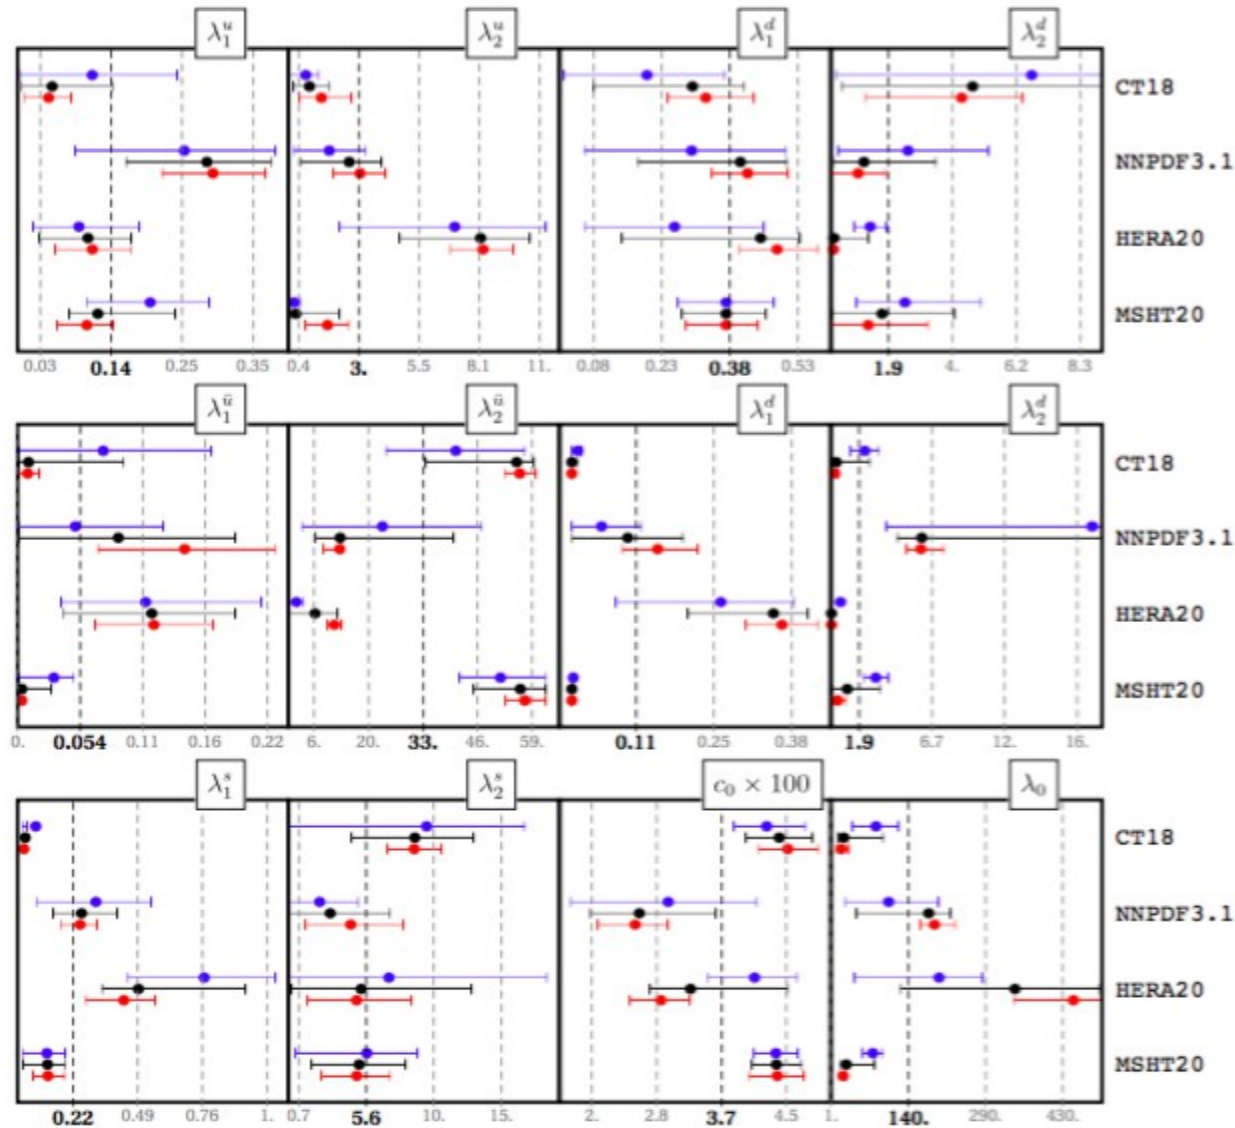 λ₁ᵘ λ₂ᵘ λ₁ᵈ λ₂ᵈ
CT18
NNPDF3.1
HERA20
MSHT20
0.03 0.14 0.25 0.35 0.4 3. 5.5 8.1 11. 0.08 0.23 0.38 0.53 1.9 4. 6.2 8.3
λ₁ᵘ̄ λ₂ᵘ̄ λ₁ᵈ λ₂ᵈ
CT18
NNPDF3.1
HERA20
MSHT20
0. 0.054 0.11 0.16 0.22 6. 20. 33. 46. 59. 0.11 0.25 0.38 1.9 6.7 12. 16.
λ₁ˢ λ₂ˢ c₀ × 100 λ₀
CT18
NNPDF3.1
HERA20
MSHT20
0.22 0.49 0.76 1. 0.7 5.6 10. 15. 2. 2.8 3.7 4.5 1. 140. 290. 430.